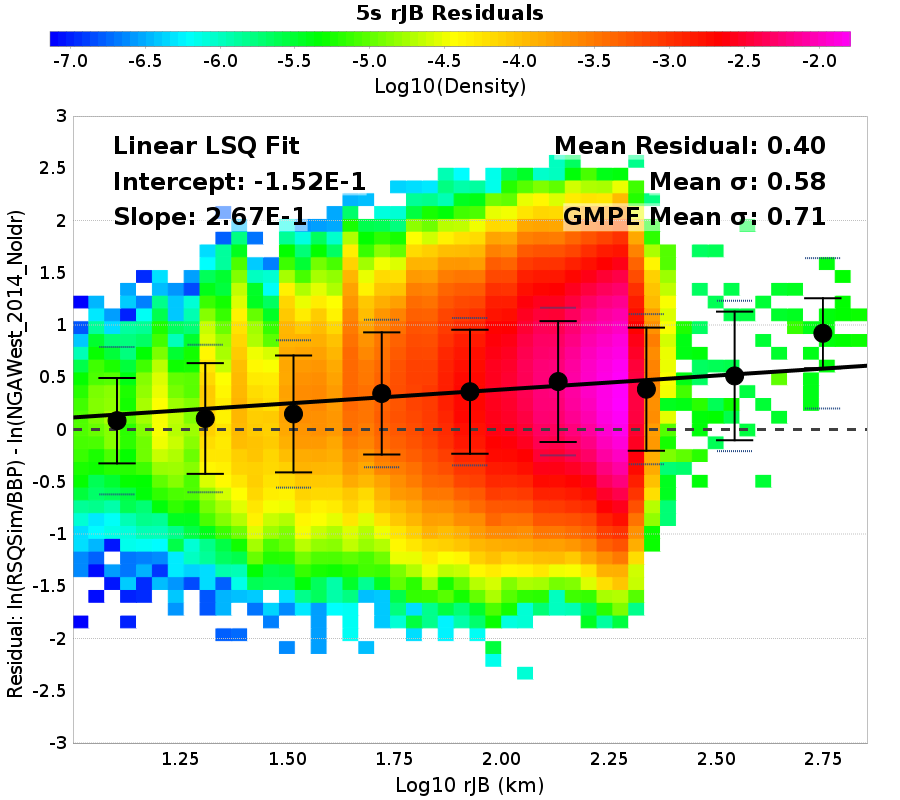 5s rJB Residuals
-7.0 -6.5 -6.0 -5.5 -5.0 -4.5 -4.0 -3.5 -3.0 -2.5 -2.0
Log10(Density)
Linear LSQ Fit
Intercept: -1.52E-1
Slope: 2.67E-1
Mean Residual: 0.40
Mean σ: 0.58
GMPE Mean σ: 0.71
Residual: ln(RSQSim/BBP) - ln(NGAWest_2014_NoIdr)
3
2.5
2
1.5
1
0.5
0
-0.5
-1
-1.5
-2
-2.5
-3
1.25 1.50 1.75 2.00 2.25 2.50 2.75
Log10 rJB (km)